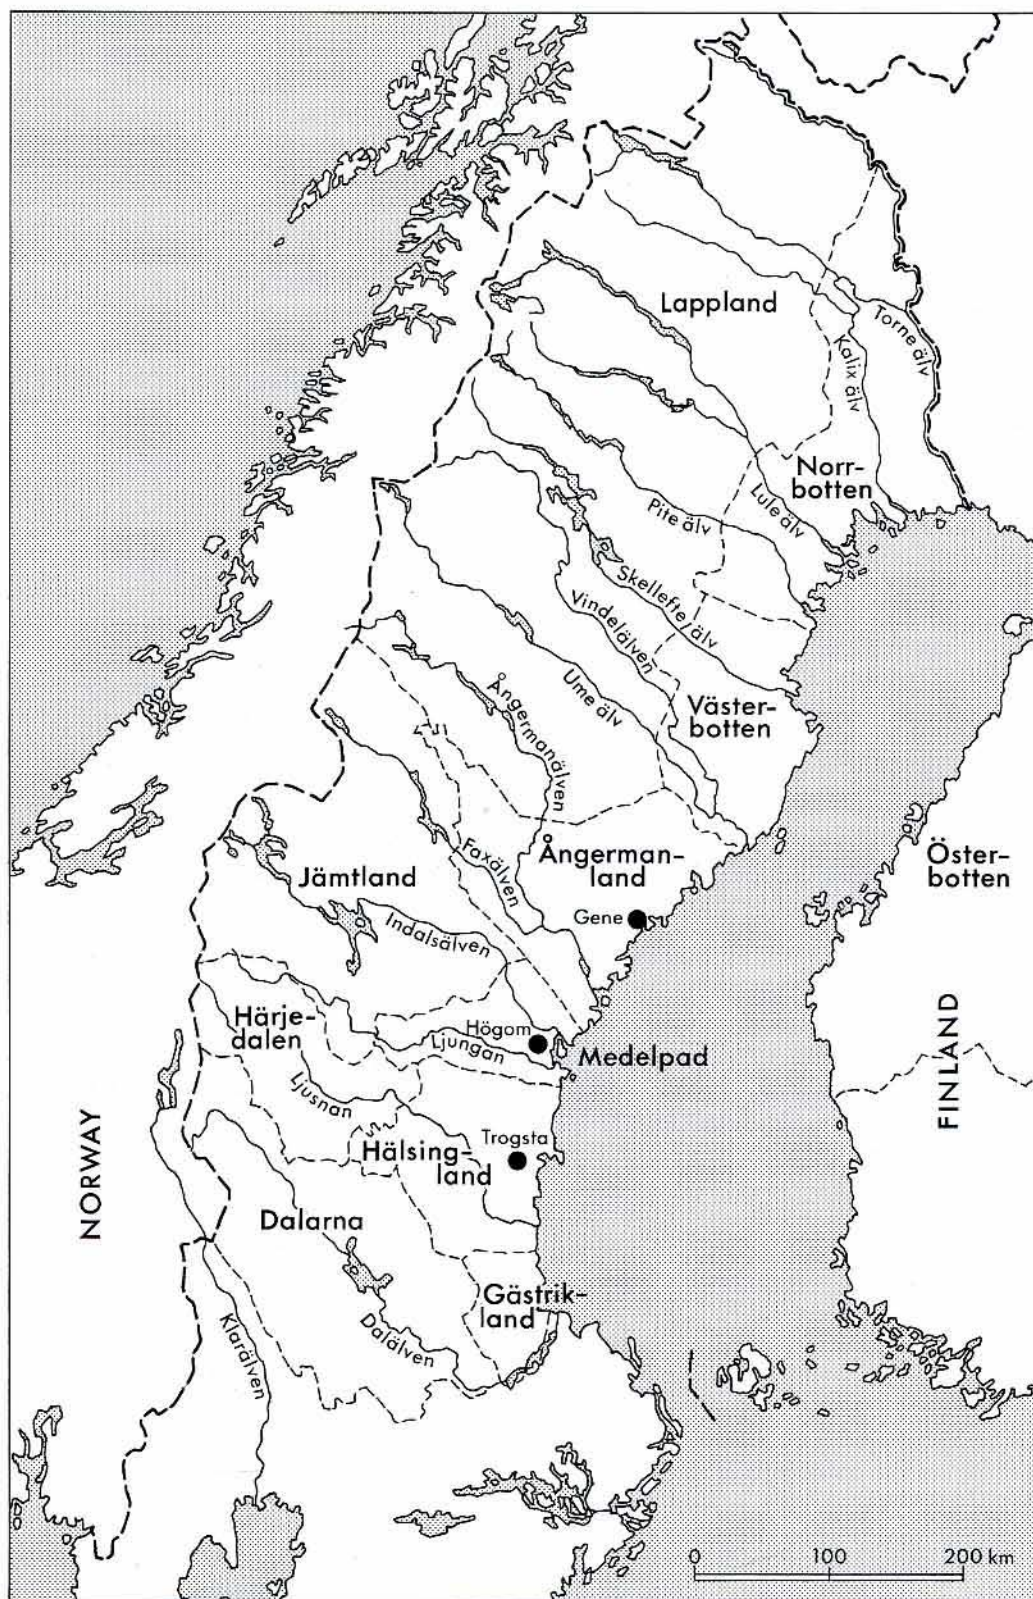 Lappland
Torne älv
Kalix älv
Norr-
botten
Lule älv
Pite älv
Skellefte älv
Vindelälven
Väster-
botten
Ume älv
Ångermanälven
Ångerman-
land
Öster-
botten
Faxälven
Jämtland
Gene
Indalsälven
Härje-
dalen
Högom
Ljungan
Medelpad
FINLAND
Ljusnan
Trogsta
Hälsing-
land
NORWAY
Dalarna
Gästrik-
land
Klarälven
Dalälven
0 100 200 km